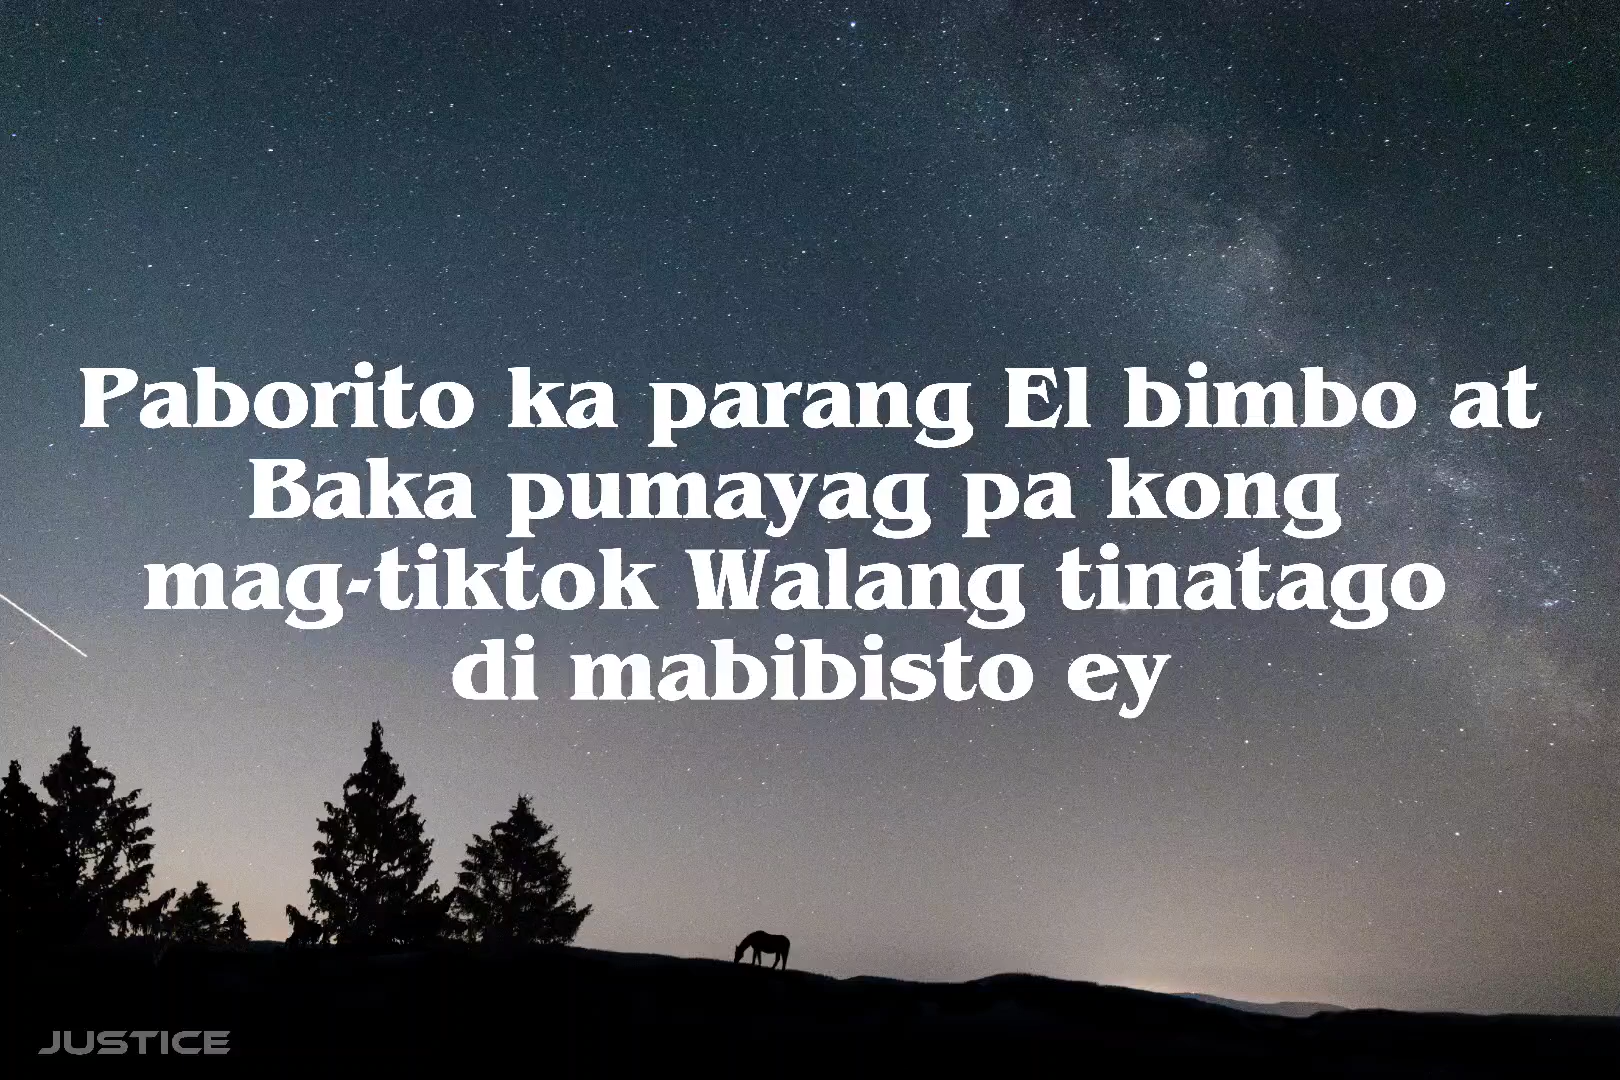 Paborito ka parang El bimbo at
Baka pumayag pa kong
mag-tiktok Walang tinatago
di mabibisto ey
JUSTICE